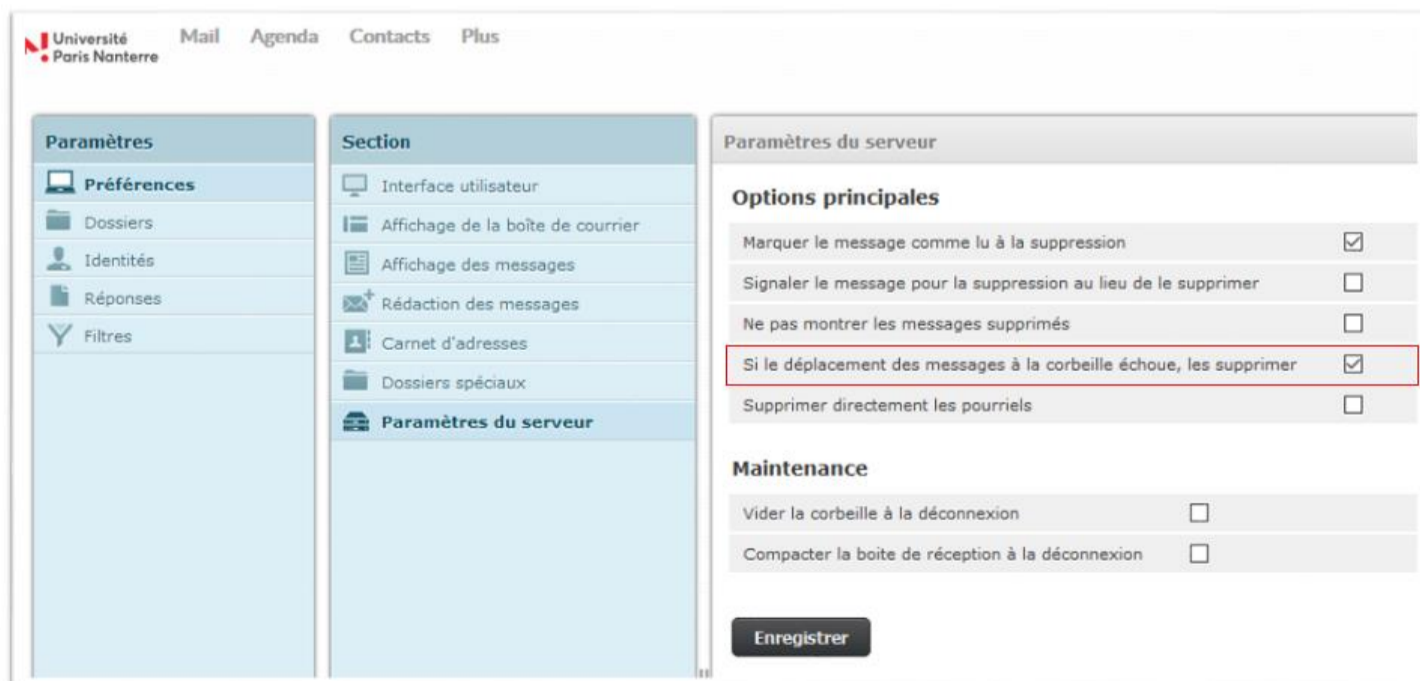 Université
Paris Nanterre
Mail Agenda Contacts Plus
Paramètres
Préférences
Dossiers
Identités
Réponses
Filtres
Section
Interface utilisateur
Affichage de la boîte de courrier
Affichage des messages
Rédaction des messages
Carnet d'adresses
Dossiers spéciaux
Paramètres du serveur
Paramètres du serveur
Options principales
Marquer le message comme lu à la suppression
Signaler le message pour la suppression au lieu de le supprimer
Ne pas montrer les messages supprimés
Si le déplacement des messages à la corbeille échoue, les supprimer
Supprimer directement les pourriels
Maintenance
Vider la corbeille à la déconnexion
Compacter la boite de réception à la déconnexion
Enregistrer